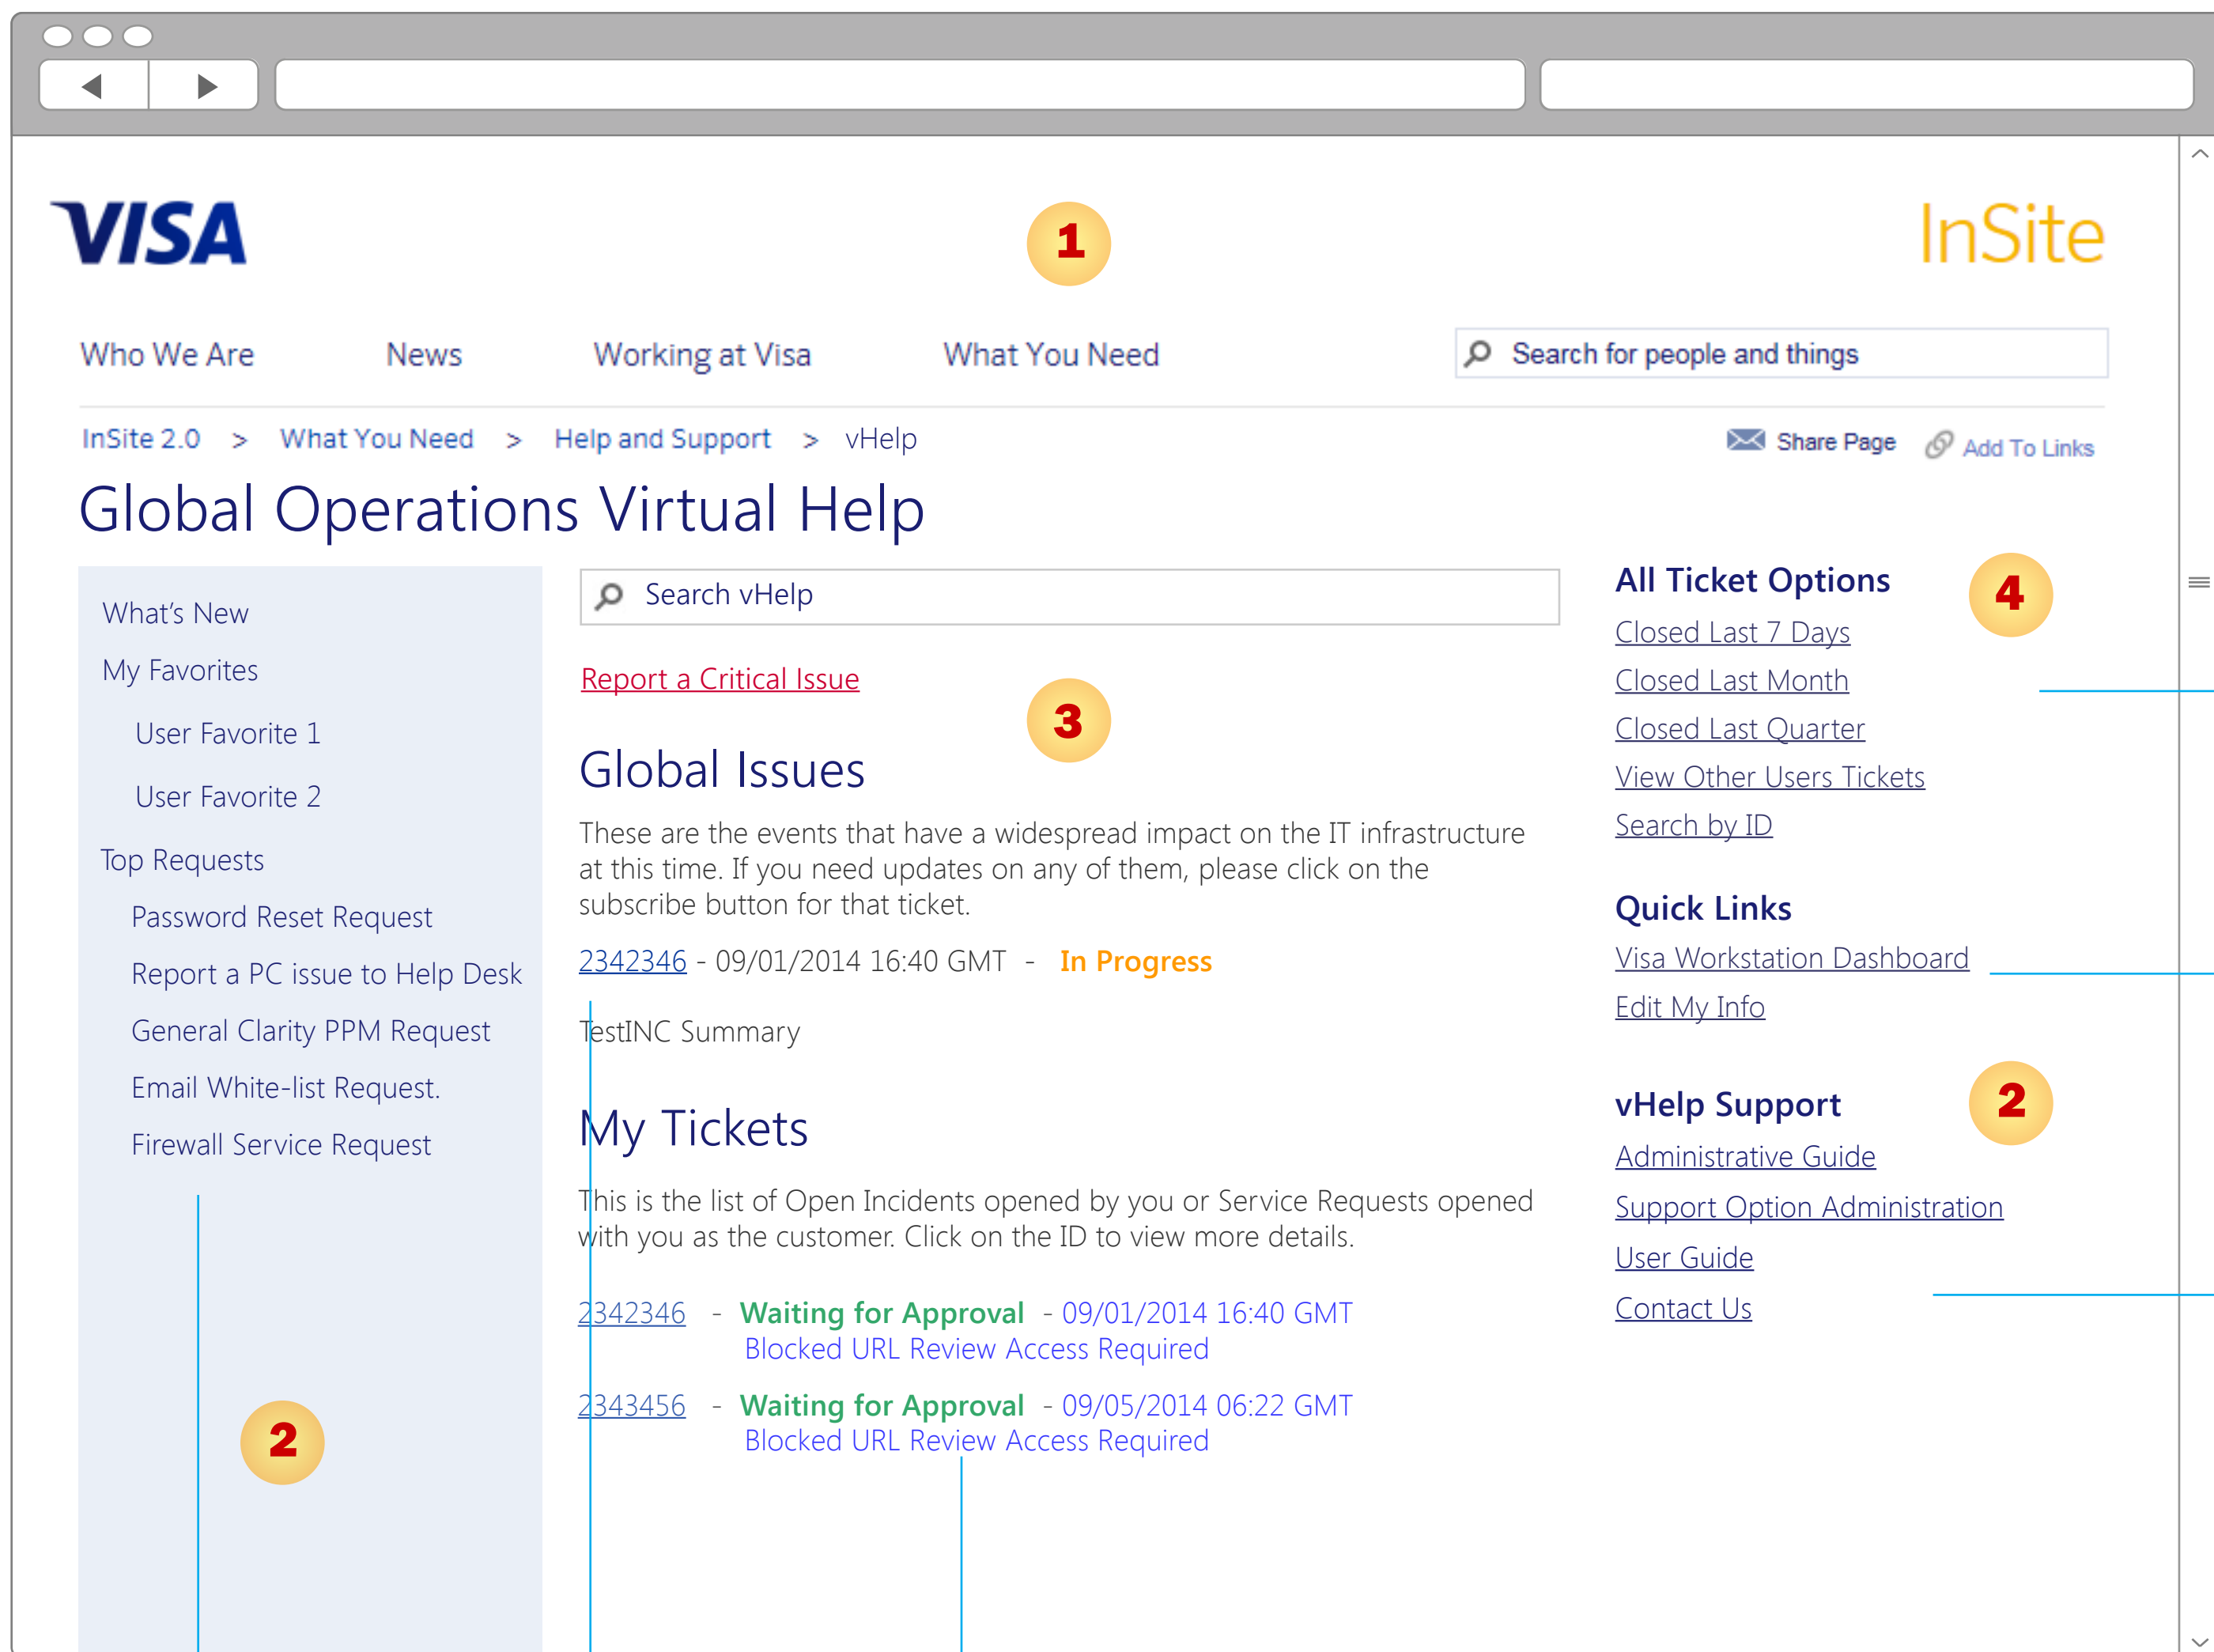 VISA
1
InSite
Who We Are
News
Working at Visa
What You Need
Search for people and things
InSite 2.0 > What You Need > Help and Support > vHelp
Share Page
Add To Links
Global Operations Virtual Help
What's New
My Favorites
User Favorite 1
User Favorite 2
Top Requests
Password Reset Request
Report a PC issue to Help Desk
General Clarity PPM Request
Email White-list Request.
Firewall Service Request
2
Search vHelp
Report a Critical Issue
3
Global Issues
These are the events that have a widespread impact on the IT infrastructure
at this time. If you need updates on any of them, please click on the
subscribe button for that ticket.
2342346 - 09/01/2014 16:40 GMT - In Progress
TestINC Summary
My Tickets
This is the list of Open Incidents opened by you or Service Requests opened
with you as the customer. Click on the ID to view more details.
2342346 - Waiting for Approval - 09/01/2014 16:40 GMT
Blocked URL Review Access Required
2343456 - Waiting for Approval - 09/05/2014 06:22 GMT
Blocked URL Review Access Required
All Ticket Options
4
Closed Last 7 Days
Closed Last Month
Closed Last Quarter
View Other Users Tickets
Search by ID
Quick Links
Visa Workstation Dashboard
Edit My Info
vHelp Support
2
Administrative Guide
Support Option Administration
User Guide
Contact Us